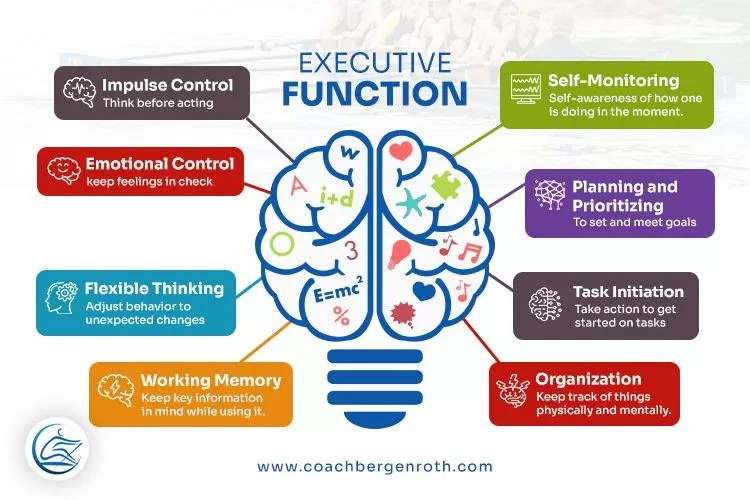 EXECUTIVE
FUNCTION
Impulse Control
Think before acting
Emotional Control
keep feelings in check
Flexible Thinking
Adjust behavior to
unexpected changes
Working Memory
Keep key information
in mind while using it.
Self-Monitoring
Self-awareness of how one
is doing in the moment.
Planning and
Prioritizing
To set and meet goals
Task Initiation
Take action to get
started on tasks
Organization
Keep track of things
physically and mentally.
W
A
i+d
3
E=mc²
%
www.coachbergenroth.com